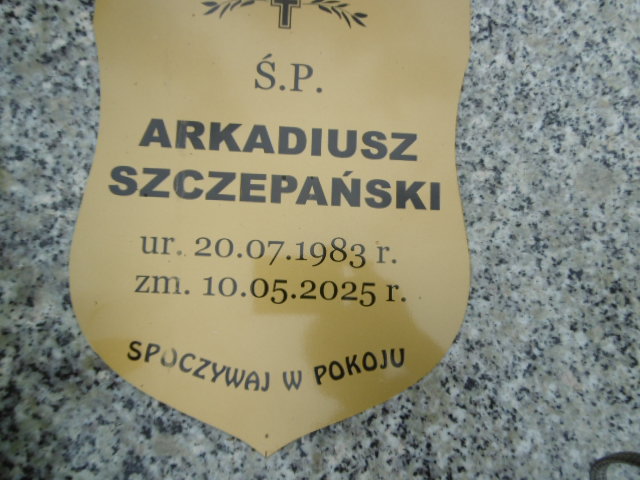 Ś.P.
ARKADIUSZ
SZCZEPAŃSKI
ur. 20.07.1983 r.
zm. 10.05.2025 r.
SPOCZYWAJ W POKOJU